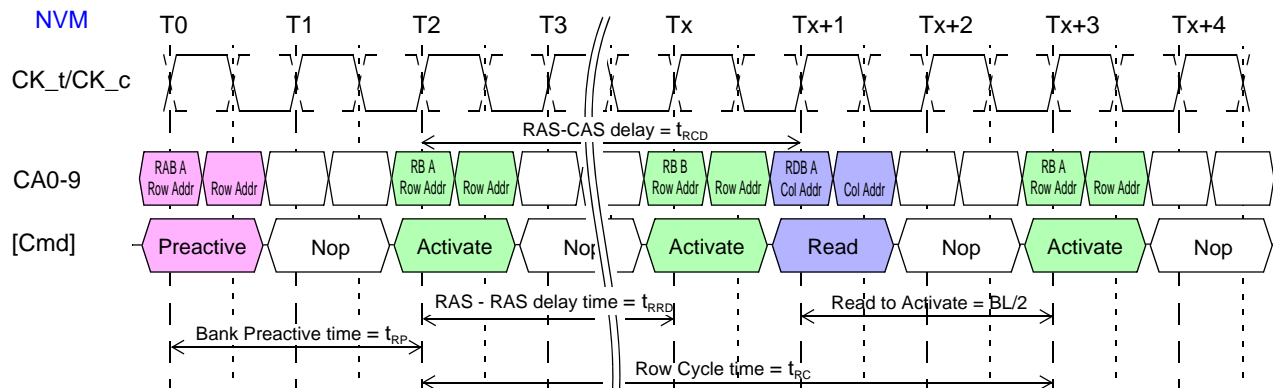 NVM
T0 T1 T2 T3 Tx Tx+1 Tx+2 Tx+3 Tx+4
CK_t/CK_c
RAS-CAS delay = tRCD
CA0-9
RAB A Row Addr
Row Addr
RB A Row Addr
Row Addr
RB B Row Addr
Row Addr
RDB A Col Addr
Col Addr
RB A Row Addr
Row Addr
[Cmd] Preactive Nop Activate Nop Activate Read Nop Activate Nop
RAS - RAS delay time = tRRD
Read to Activate = BL/2
Bank Preactive time = tRP
Row Cycle time = tRC